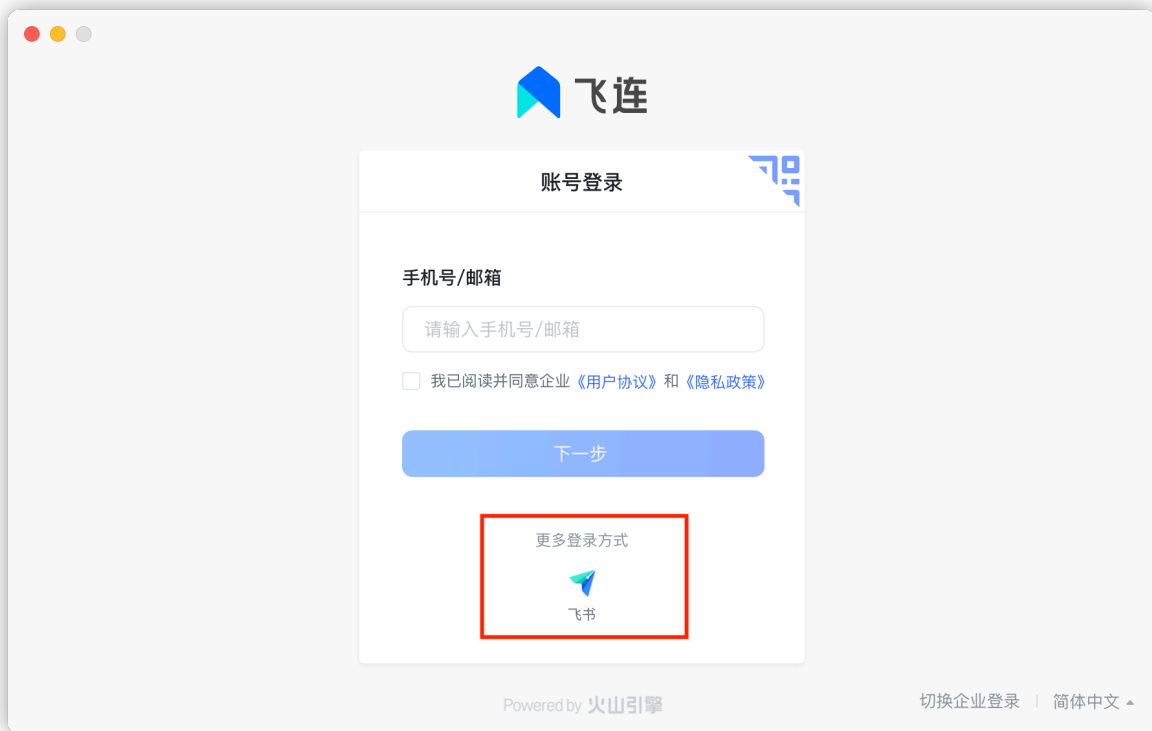 飞连
账号登录
手机号/邮箱
请输入手机号/邮箱
我已阅读并同意企业《用户协议》和《隐私政策》
下一步
更多登录方式
飞书
Powered by 火山引擎
切换企业登录 | 简体中文